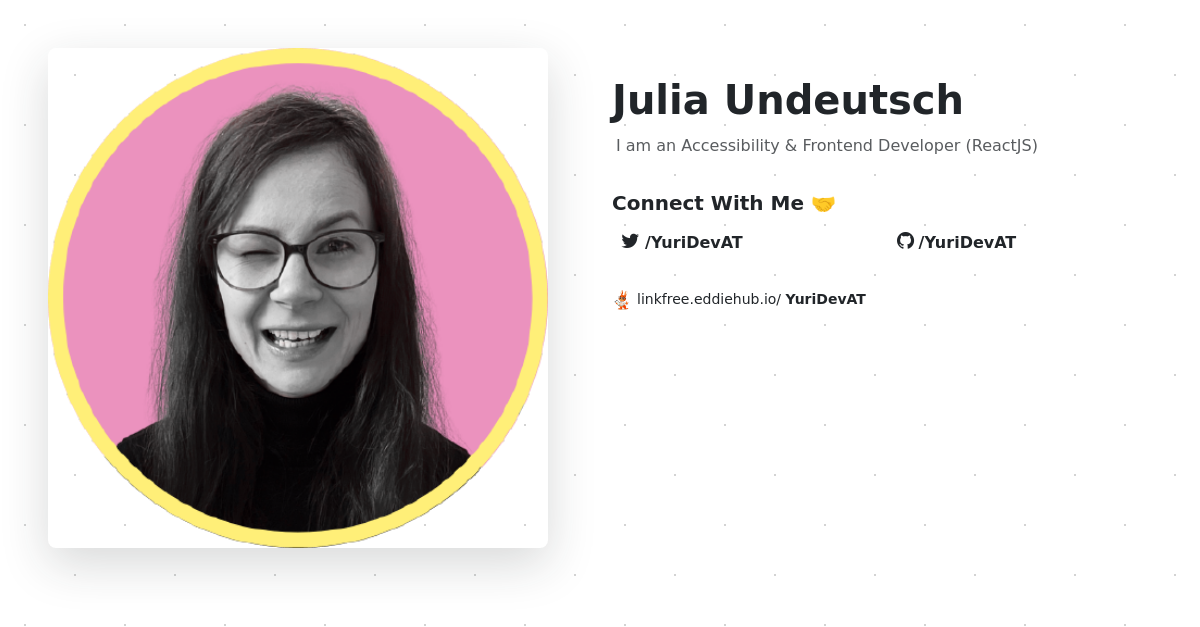 Julia Undeutsch
I am an Accessibility & Frontend Developer (ReactJS)
Connect With Me 🤝
/YuriDevAT /YuriDevAT
linkfree.eddiehub.io/ YuriDevAT